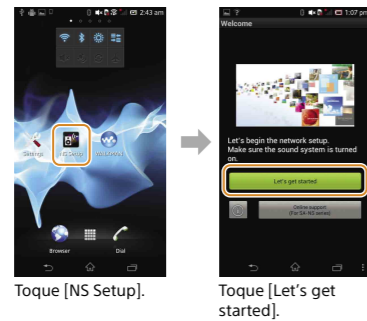 2:43 am
Settings
NS Setup
WALKMAN
Browser
Dial
Toque [NS Setup].
1:07 pm
Welcome
Let's begin the network setup.
Make sure the sound system is turned
on.
Let's get started
Online support
(For SA-NS series)
Toque [Let's get
started].